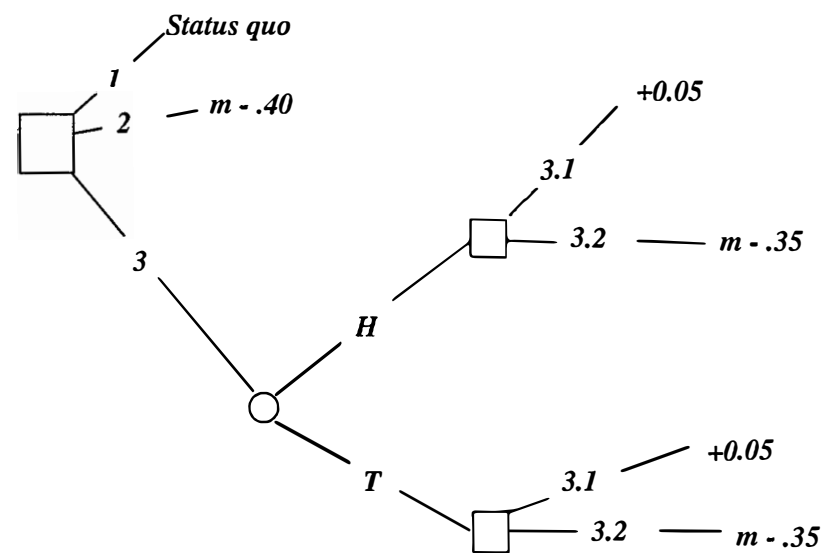 Status quo
1
2
m - .40
+0.05
3.1
3.2
m - .35
3
H
T
+0.05
3.1
3.2
m - .35